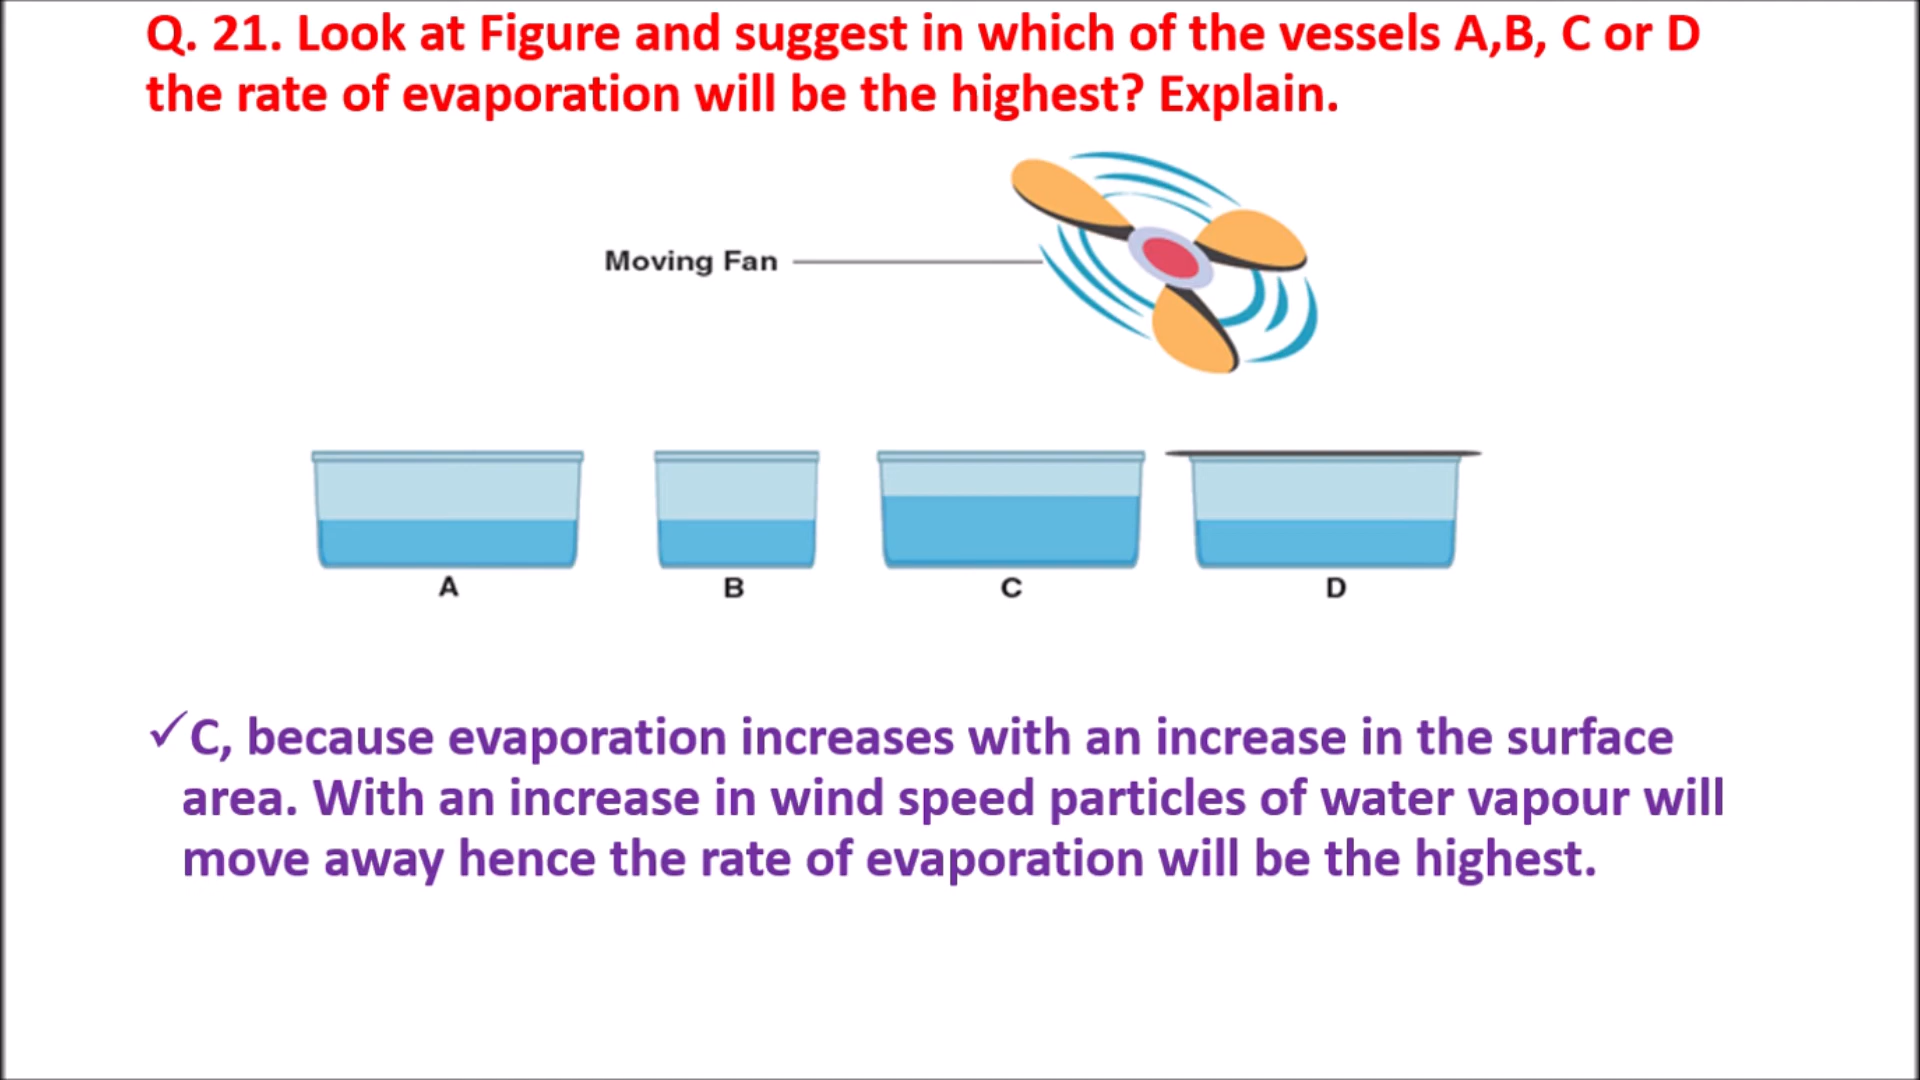 Q. 21. Look at Figure and suggest in which of the vessels A,B, C or D
the rate of evaporation will be the highest? Explain.
Moving Fan
A
B
C
D
✓C, because evaporation increases with an increase in the surface
area. With an increase in wind speed particles of water vapour will
move away hence the rate of evaporation will be the highest.